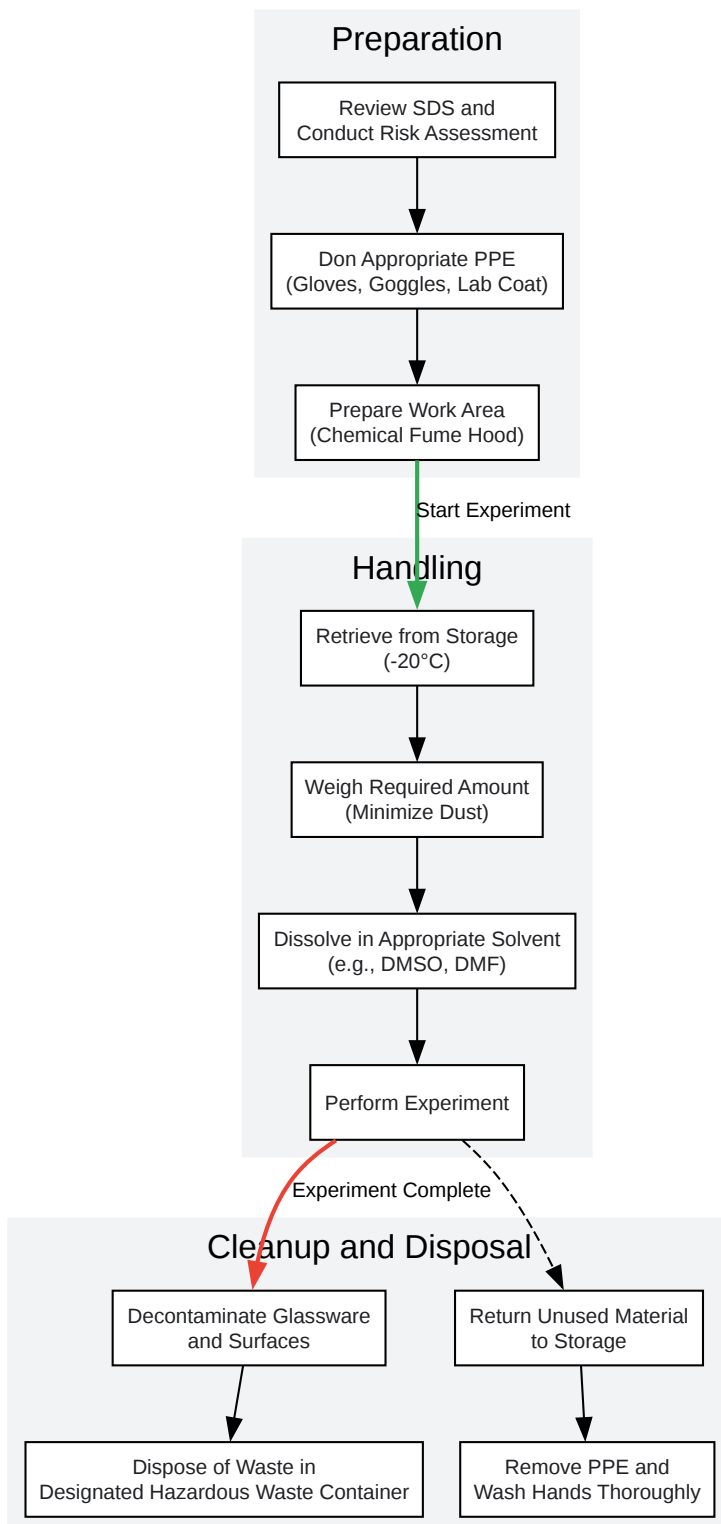 Preparation
Review SDS and
Conduct Risk Assessment
Don Appropriate PPE
(Gloves, Goggles, Lab Coat)
Prepare Work Area
(Chemical Fume Hood)
Start Experiment
Handling
Retrieve from Storage
(-20°C)
Weigh Required Amount
(Minimize Dust)
Dissolve in Appropriate Solvent
(e.g., DMSO, DMF)
Perform Experiment
Experiment Complete
Cleanup and Disposal
Decontaminate Glassware
and Surfaces
Return Unused Material
to Storage
Dispose of Waste in
Designated Hazardous Waste Container
Remove PPE and
Wash Hands Thoroughly